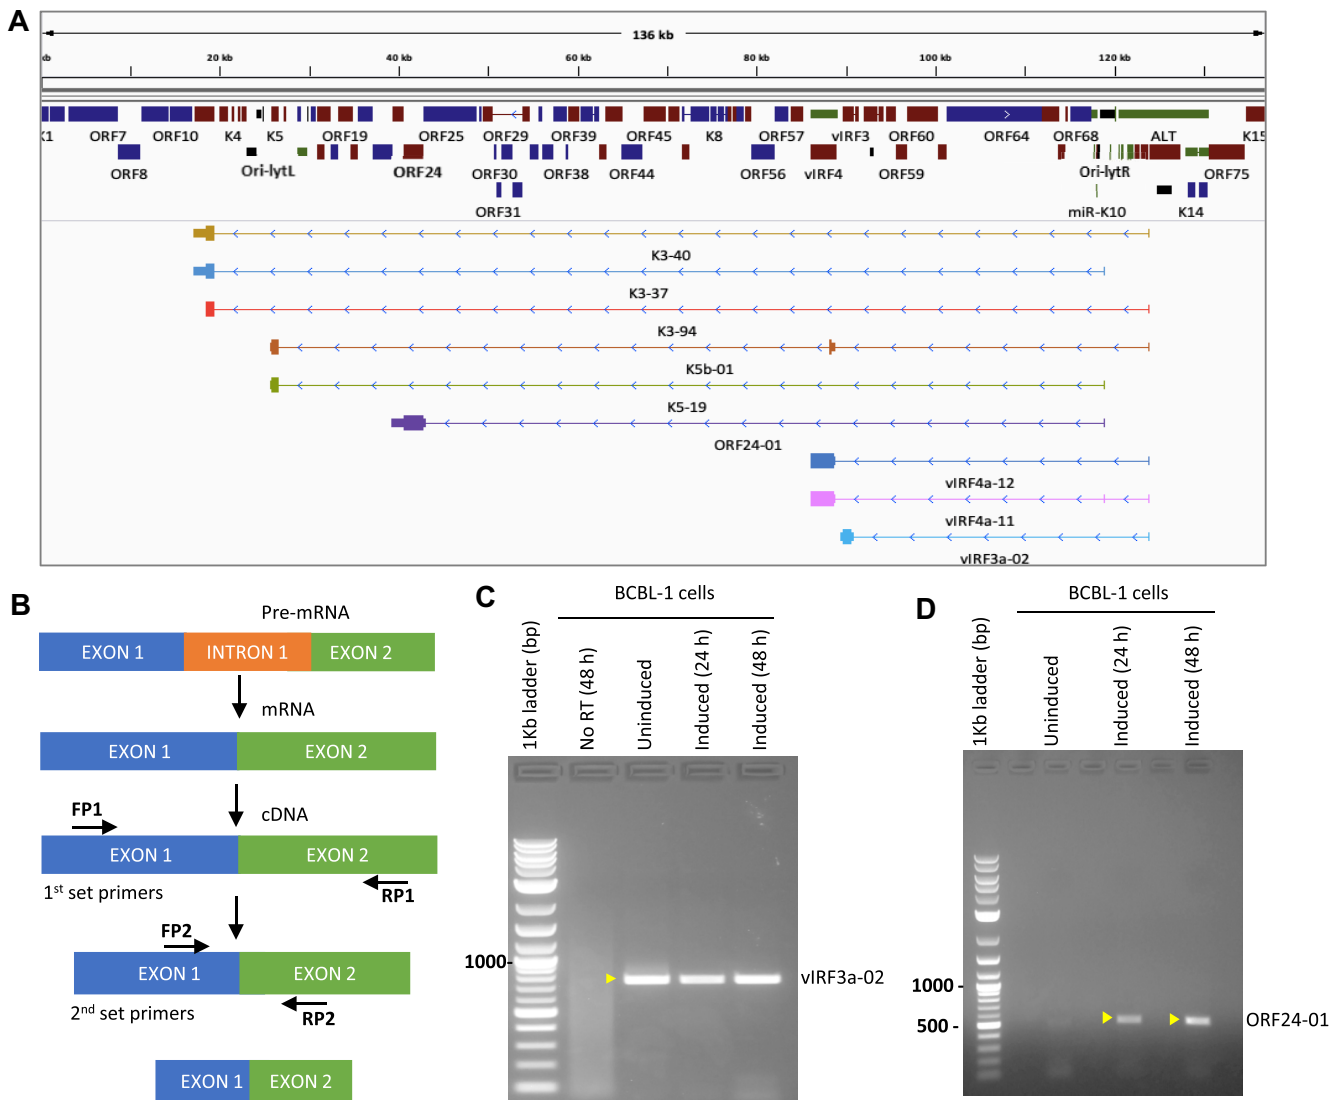 A
136 kb
kb
20 kb
40 kb
60 kb
80 kb
100 kb
120 kb
K1 ORF7 ORF10 K4 K5 ORF19 ORF25 ORF29 ORF39 ORF45 K8 ORF57 vIRF3 ORF60 ORF64 ORF68 ALT K15
ORF8 Ori-lytL ORF24 ORF30 ORF38 ORF44 ORF56 vIRF4 ORF59 Ori-lytR ORF75
ORF31 miR-K10 K14
K3-40
K3-37
K3-94
K5b-01
K5-19
ORF24-01
vIRF4a-12
vIRF4a-11
vIRF3a-02
B
Pre-mRNA
EXON 1 INTRON 1 EXON 2
mRNA
EXON 1 EXON 2
cDNA
FP1
EXON 1 EXON 2
1st set primers
RP1
FP2
EXON 1 EXON 2
2nd set primers
RP2
EXON 1 EXON 2
C
BCBL-1 cells
1Kb ladder (bp)
No RT (48 h)
Uninduced
Induced (24 h)
Induced (48 h)
1000-
vIRF3a-02
D
BCBL-1 cells
1Kb ladder (bp)
Uninduced
Induced (24 h)
Induced (48 h)
1000 -
500 -
ORF24-01